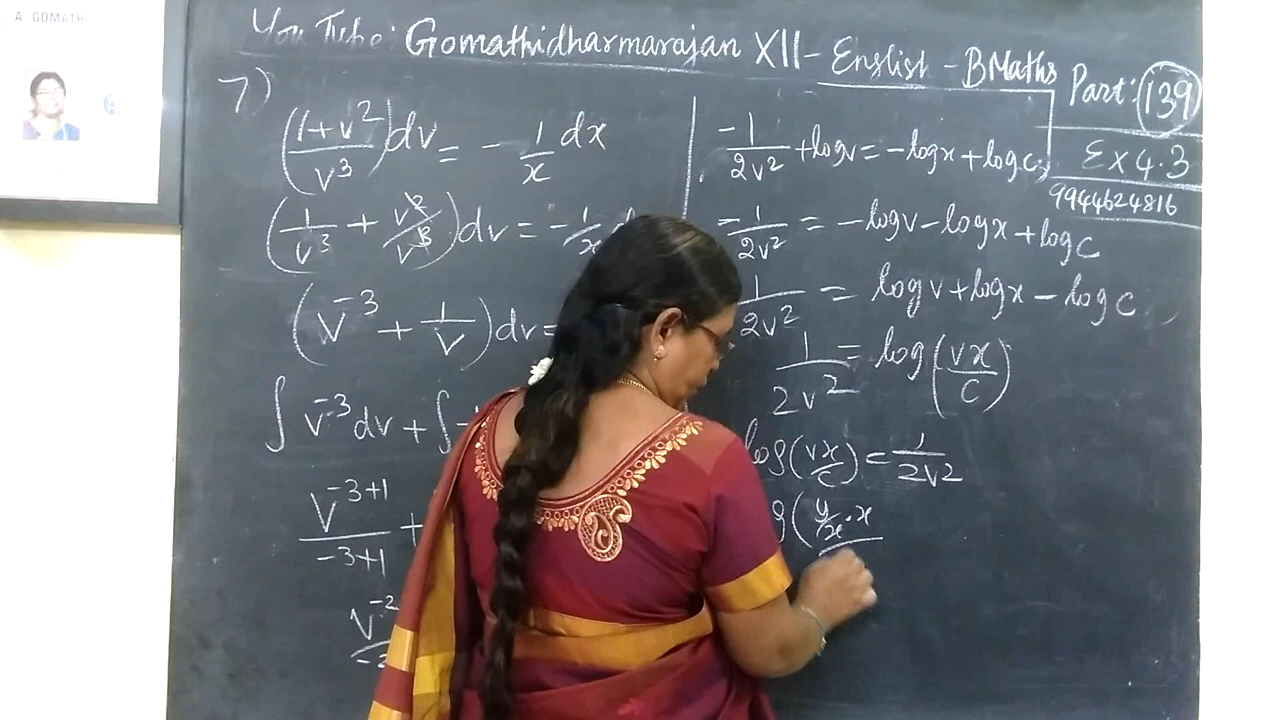 A. GOMATH
You Tube: Gomathidharmarajan XII - English - BMaths
Part: 139
Ex 4.3
9944624816
7)
((1+v²)/v³) dv = - 1/x dx
(1/v³ + v²/v³) dv = - 1/x
(v⁻³ + 1/v) dv =
∫ v⁻³ dv + ∫
v⁻³⁺¹/-3+1 +
v⁻²/-2
-1/2v² + log v = - log x + log c
-1/2v² = - log v - log x + log c
1/2v² = log v + log x - log c
1/2v² = log (vx/c)
log (vx/c) = 1/2v²
g (y/x · x